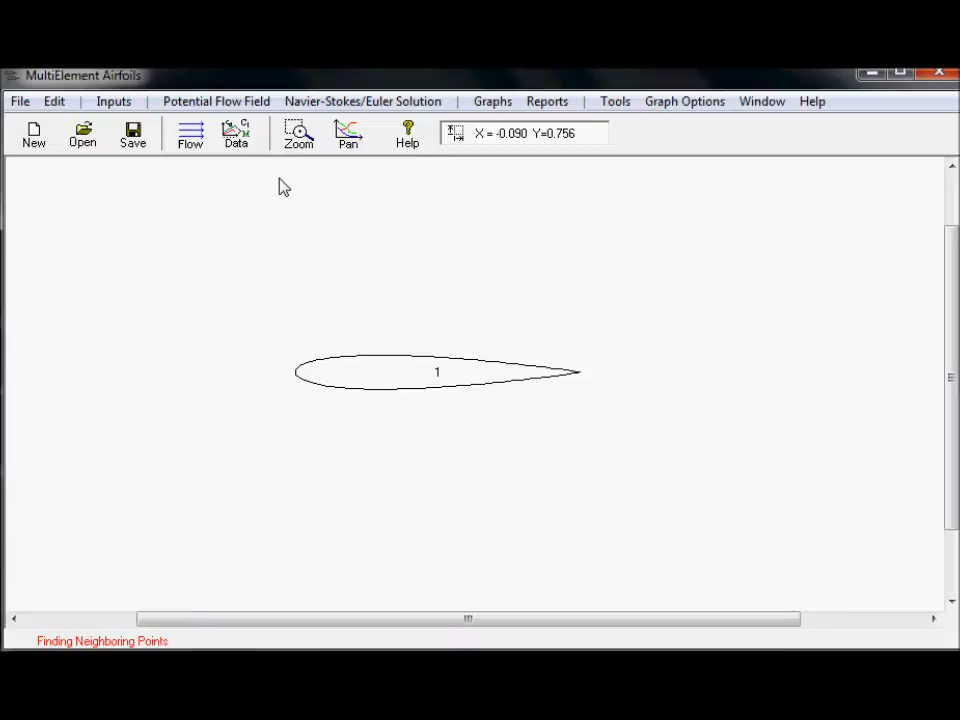 MultiElement Airfoils
File Edit | Inputs | Potential Flow Field Navier-Stokes/Euler Solution | Graphs Reports | Tools Graph Options Window Help
New Open Save Flow Data Zoom Pan Help X = -0.090 Y=0.756
1
Finding Neighboring Points